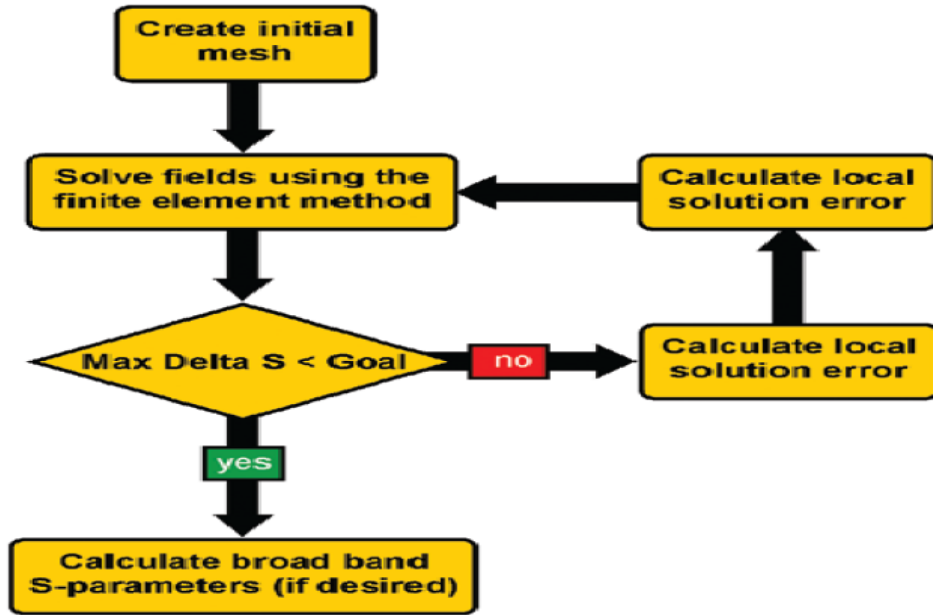 Create initial
mesh
Solve fields using the
finite element method
Calculate local
solution error
Max Delta S < Goal
no
Calculate local
solution error
yes
Calculate broad band
S-parameters (if desired)